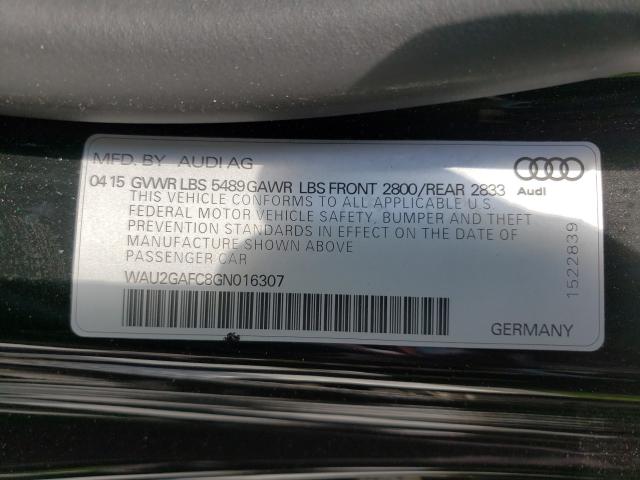 MFD. BY AUDI AG
0415 GVWR LBS 5489 GAWR LBS FRONT 2800/REAR 2833
Audi
THIS VEHICLE CONFORMS TO ALL APPLICABLE U.S.
FEDERAL MOTOR VEHICLE SAFETY, BUMPER AND THEFT
PREVENTION STANDARDS IN EFFECT ON THE DATE OF
MANUFACTURE SHOWN ABOVE
PASSENGER CAR
WAU2GAFC8GN016307
GERMANY
1522839